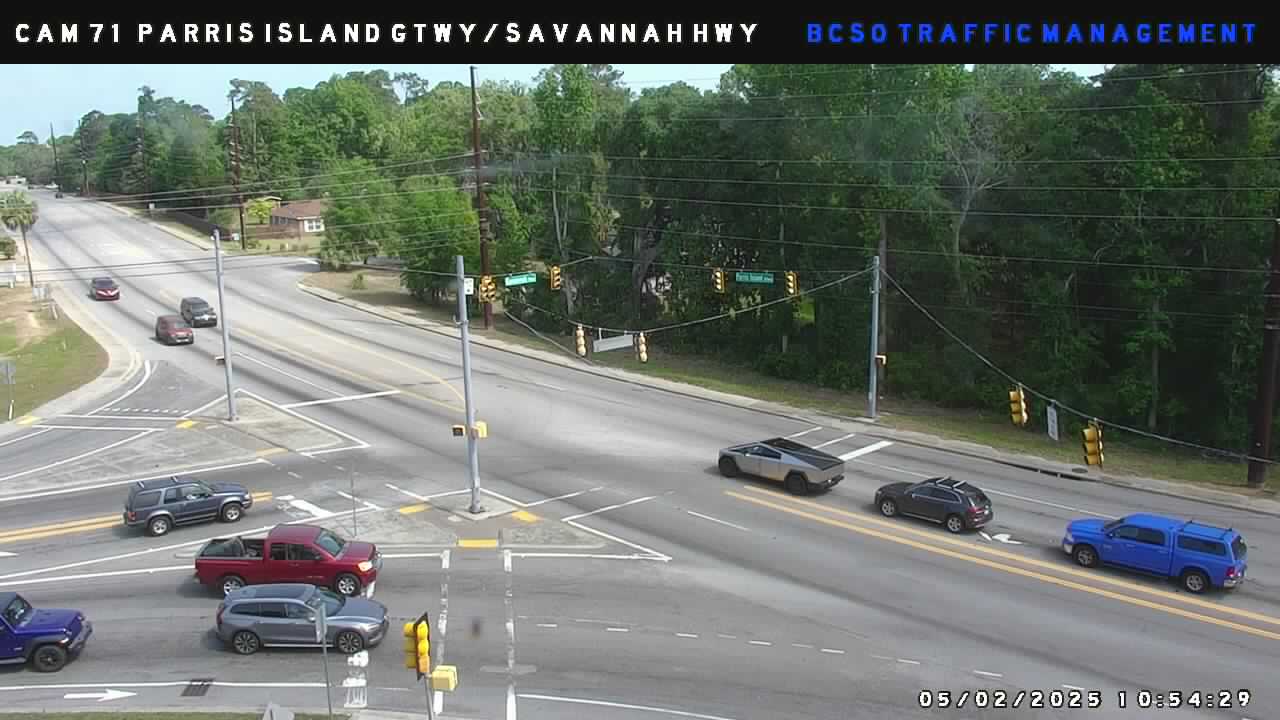 CAM 71 PARRIS ISLAND GTWY/SAVANNAH HWY BCSO TRAFFIC MANAGEMENT
05/02/2025 10:54:29